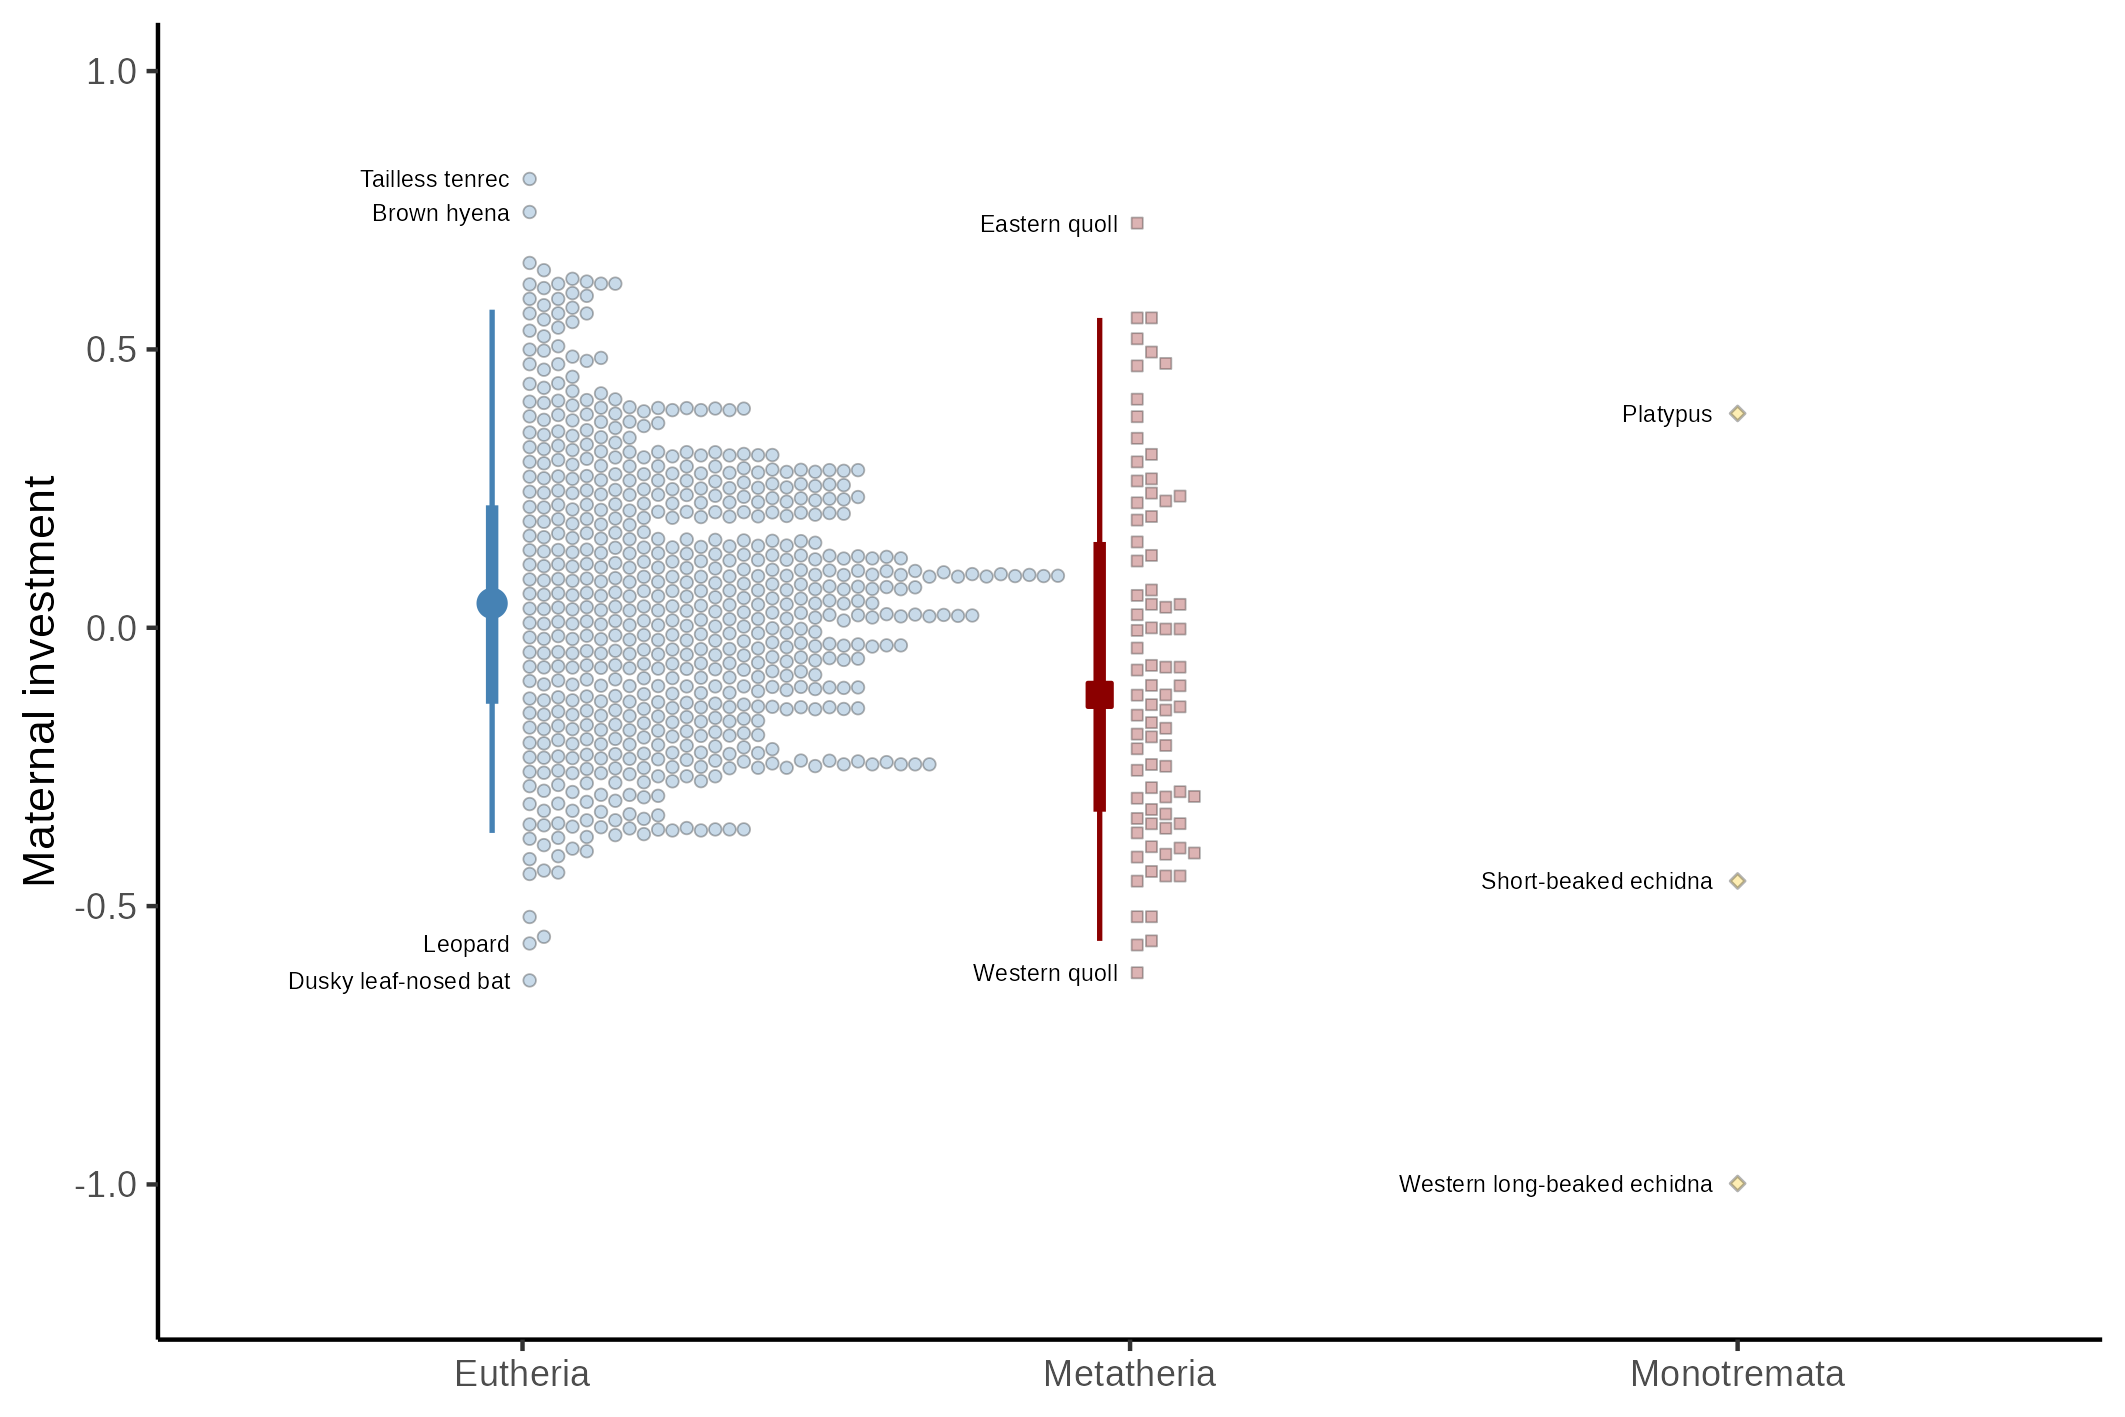 1.0
Tailless tenrec
Brown hyena
Eastern quoll
0.5
Platypus
Maternal investment
0.0
Short-beaked echidna
-0.5
Leopard
Western quoll
Dusky leaf-nosed bat
-1.0
Western long-beaked echidna
Eutheria
Metatheria
Monotremata